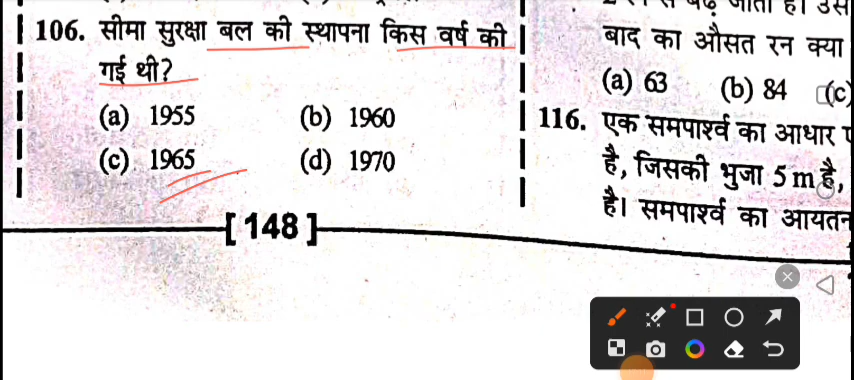 106. सीमा सुरक्षा बल की स्थापना किस वर्ष की
गई थी?
(a) 1955 (b) 1960
(c) 1965 (d) 1970
[ 148 ]
बाद का औसत रन क्या
(a) 63 (b) 84 (c)
116. एक समपार्श्व का आधार
है, जिसकी भुजा 5 m है,
है। समपार्श्व का आयतन